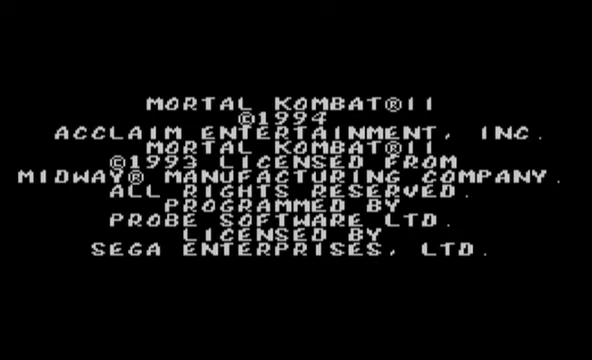 MORTAL KOMBAT®II
©1994
ACCLAIM ENTERTAINMENT, INC.
MORTAL KOMBAT®II
©1993 LICENSED FROM
MIDWAY® MANUFACTURING COMPANY.
ALL RIGHTS RESERVED.
PROGRAMMED BY
PROBE SOFTWARE LTD.
LICENSED BY
SEGA ENTERPRISES, LTD.